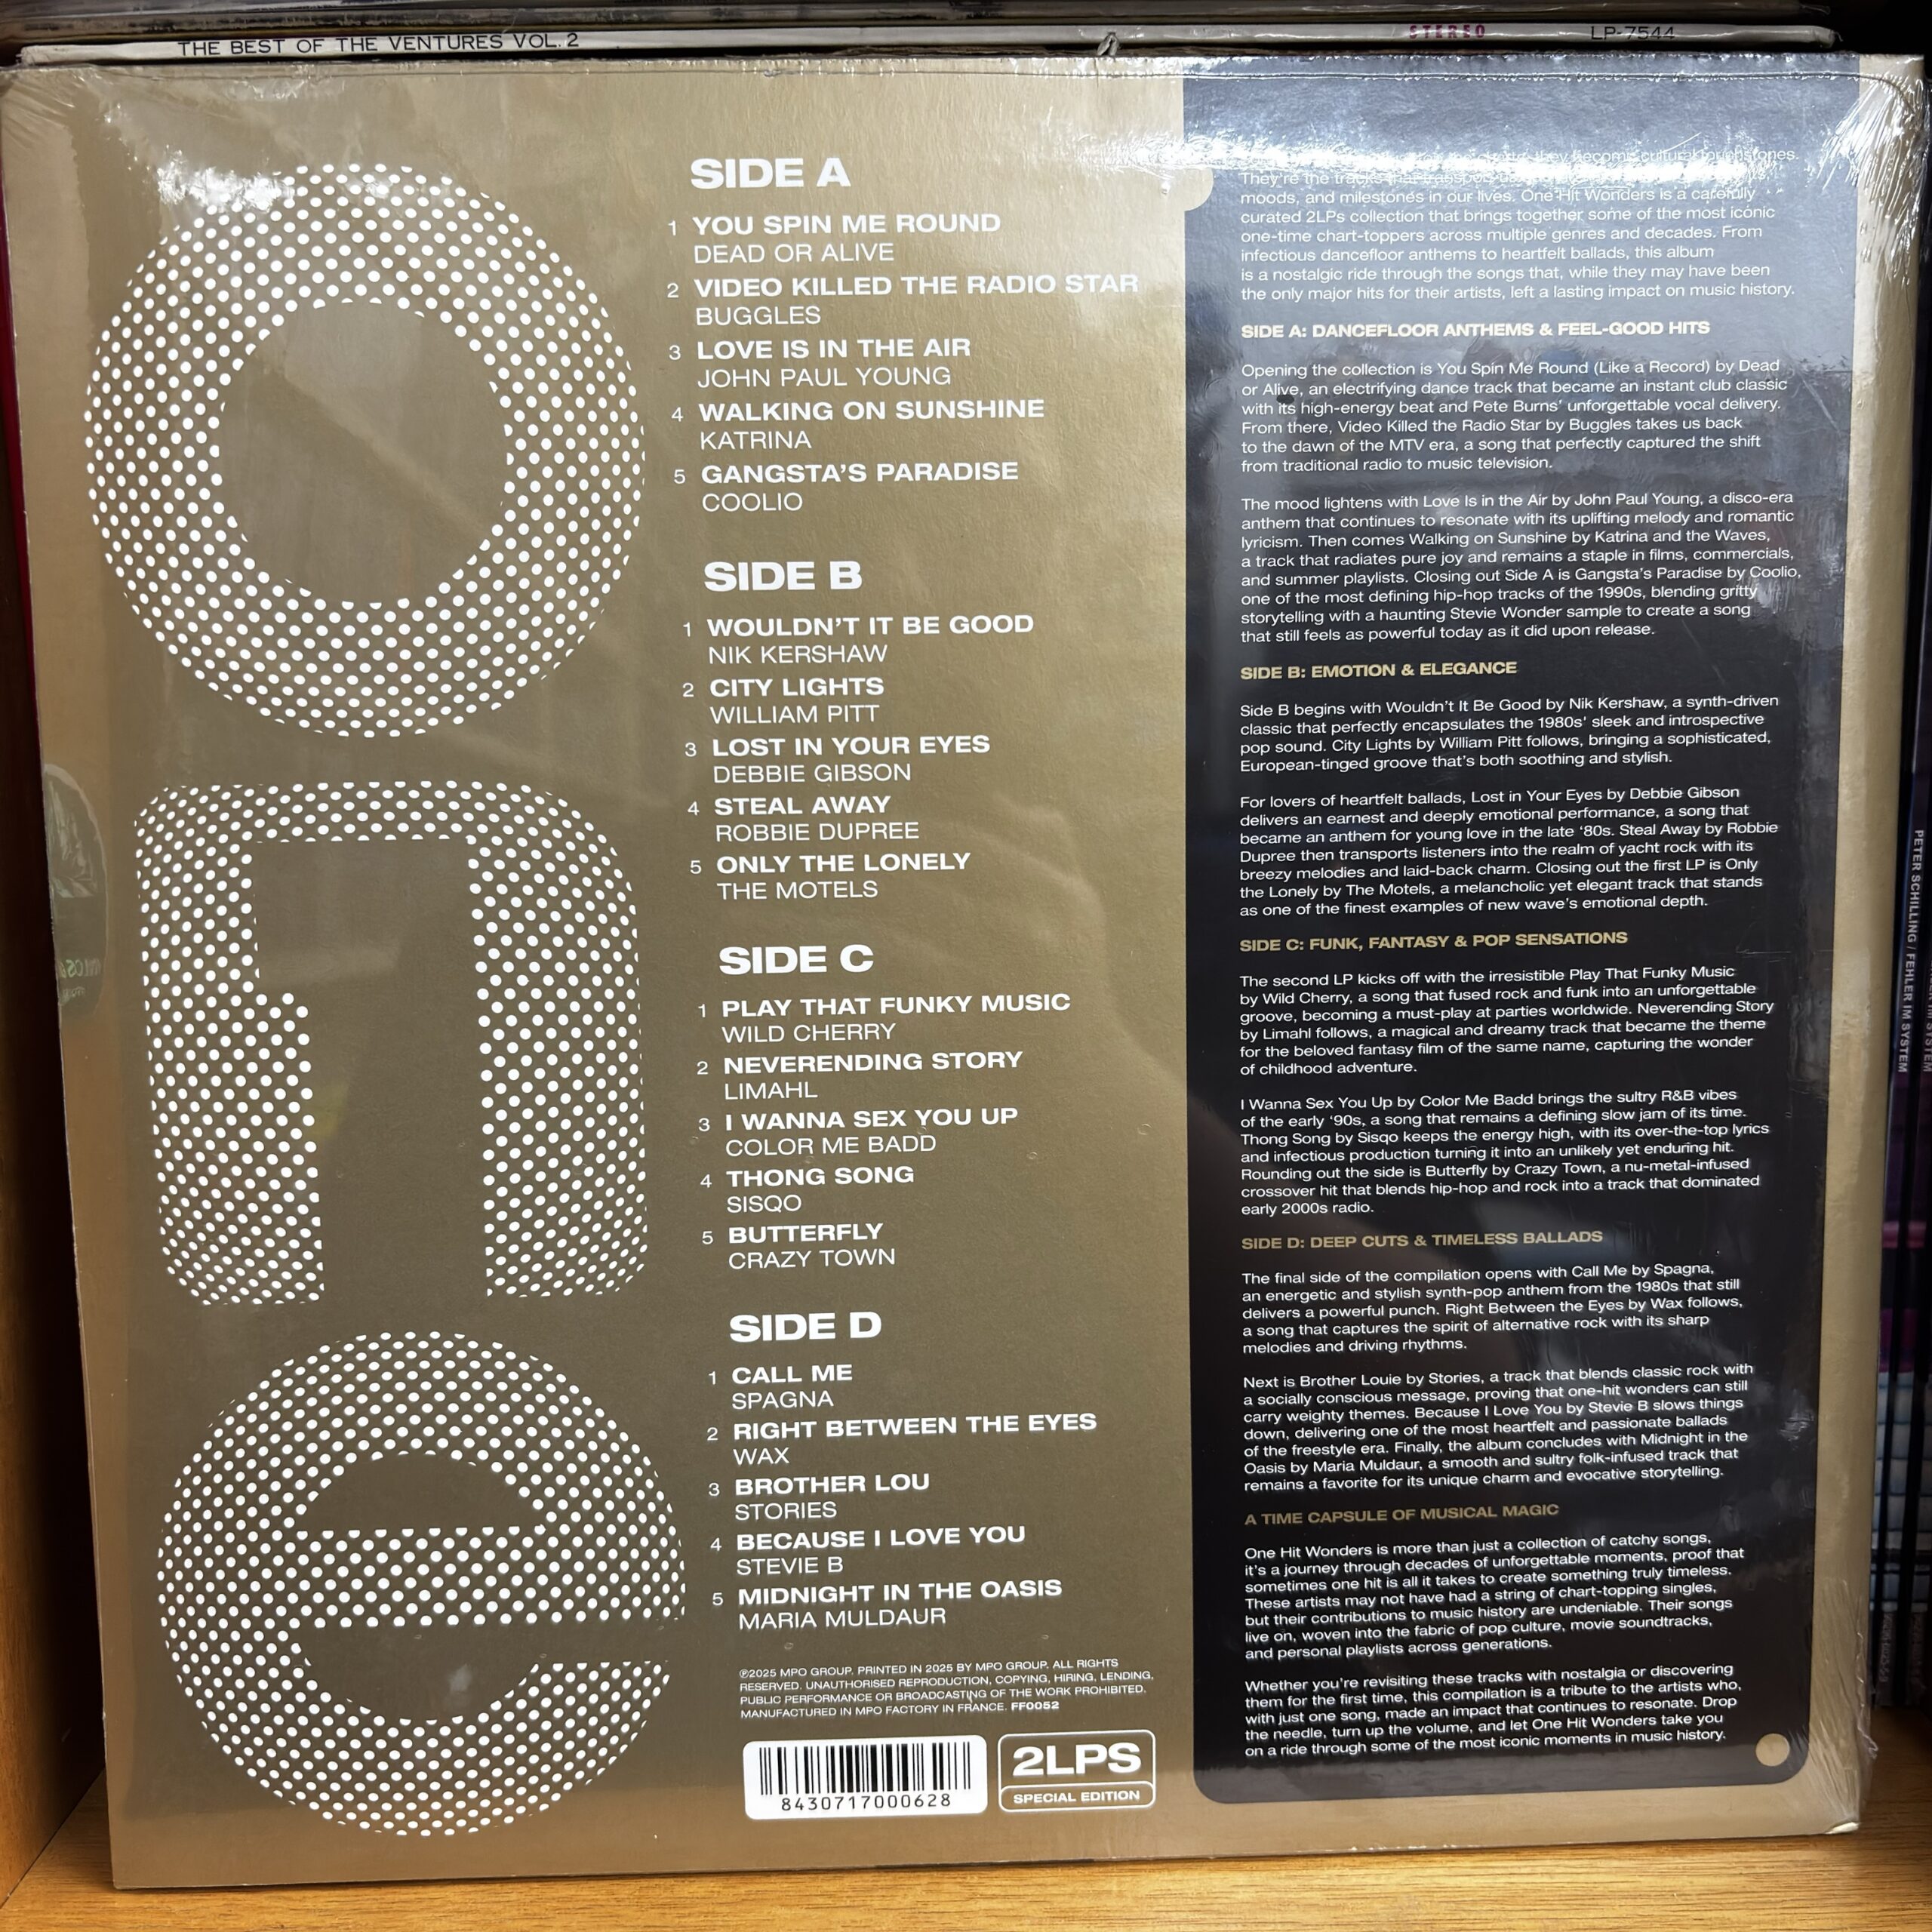 THE BEST OF THE VENTURES VOL. 2
STEREO
LP-7544
SIDE A
1 YOU SPIN ME ROUND
DEAD OR ALIVE
2 VIDEO KILLED THE RADIO STAR
BUGGLES
3 LOVE IS IN THE AIR
JOHN PAUL YOUNG
4 WALKING ON SUNSHINE
KATRINA
5 GANGSTA'S PARADISE
COOLIO
SIDE B
1 WOULDN'T IT BE GOOD
NIK KERSHAW
2 CITY LIGHTS
WILLIAM PITT
3 LOST IN YOUR EYES
DEBBIE GIBSON
4 STEAL AWAY
ROBBIE DUPREE
5 ONLY THE LONELY
THE MOTELS
SIDE C
1 PLAY THAT FUNKY MUSIC
WILD CHERRY
2 NEVERENDING STORY
LIMAHL
3 I WANNA SEX YOU UP
COLOR ME BADD
4 THONG SONG
SISQO
5 BUTTERFLY
CRAZY TOWN
SIDE D
1 CALL ME
SPAGNA
2 RIGHT BETWEEN THE EYES
WAX
3 BROTHER LOU
STORIES
4 BECAUSE I LOVE YOU
STEVIE B
5 MIDNIGHT IN THE OASIS
MARIA MULDAUR
℗2025 MPO GROUP. PRINTED IN 2025 BY MPO GROUP. ALL RIGHTS
RESERVED. UNAUTHORISED REPRODUCTION, COPYING, HIRING, LENDING,
PUBLIC PERFORMANCE OR BROADCASTING OF THE WORK PROHIBITED.
MANUFACTURED IN MPO FACTORY IN FRANCE. FF0052
8430717000628
2LPS
SPECIAL EDITION
one
they become cultural touchstones.
They're the tracks that transport
moods, and milestones in our lives. One Hit Wonders is a carefully
curated 2LPs collection that brings together some of the most iconic
one-time chart-toppers across multiple genres and decades. From
infectious dancefloor anthems to heartfelt ballads, this album
is a nostalgic ride through the songs that, while they may have been
the only major hits for their artists, left a lasting impact on music history.
SIDE A: DANCEFLOOR ANTHEMS & FEEL-GOOD HITS
Opening the collection is You Spin Me Round (Like a Record) by Dead
or Alive, an electrifying dance track that became an instant club classic
with its high-energy beat and Pete Burns' unforgettable vocal delivery.
From there, Video Killed the Radio Star by Buggles takes us back
to the dawn of the MTV era, a song that perfectly captured the shift
from traditional radio to music television.
The mood lightens with Love Is in the Air by John Paul Young, a disco-era
anthem that continues to resonate with its uplifting melody and romantic
lyricism. Then comes Walking on Sunshine by Katrina and the Waves,
a track that radiates pure joy and remains a staple in films, commercials,
and summer playlists. Closing out Side A is Gangsta's Paradise by Coolio,
one of the most defining hip-hop tracks of the 1990s, blending gritty
storytelling with a haunting Stevie Wonder sample to create a song
that still feels as powerful today as it did upon release.
SIDE B: EMOTION & ELEGANCE
Side B begins with Wouldn't It Be Good by Nik Kershaw, a synth-driven
classic that perfectly encapsulates the 1980s' sleek and introspective
pop sound. City Lights by William Pitt follows, bringing a sophisticated,
European-tinged groove that's both soothing and stylish.
For lovers of heartfelt ballads, Lost in Your Eyes by Debbie Gibson
delivers an earnest and deeply emotional performance, a song that
became an anthem for young love in the late '80s. Steal Away by Robbie
Dupree then transports listeners into the realm of yacht rock with its
breezy melodies and laid-back charm. Closing out the first LP is Only
the Lonely by The Motels, a melancholic yet elegant track that stands
as one of the finest examples of new wave's emotional depth.
SIDE C: FUNK, FANTASY & POP SENSATIONS
The second LP kicks off with the irresistible Play That Funky Music
by Wild Cherry, a song that fused rock and funk into an unforgettable
groove, becoming a must-play at parties worldwide. Neverending Story
by Limahl follows, a magical and dreamy track that became the theme
for the beloved fantasy film of the same name, capturing the wonder
of childhood adventure.
I Wanna Sex You Up by Color Me Badd brings the sultry R&B vibes
of the early '90s, a song that remains a defining slow jam of its time.
Thong Song by Sisqo keeps the energy high, with its over-the-top lyrics
and infectious production turning it into an unlikely yet enduring hit.
Rounding out the side is Butterfly by Crazy Town, a nu-metal-infused
crossover hit that blends hip-hop and rock into a track that dominated
early 2000s radio.
SIDE D: DEEP CUTS & TIMELESS BALLADS
The final side of the compilation opens with Call Me by Spagna,
an energetic and stylish synth-pop anthem from the 1980s that still
delivers a powerful punch. Right Between the Eyes by Wax follows,
a song that captures the spirit of alternative rock with its sharp
melodies and driving rhythms.
Next is Brother Louie by Stories, a track that blends classic rock with
a socially conscious message, proving that one-hit wonders can still
carry weighty themes. Because I Love You by Stevie B slows things
down, delivering one of the most heartfelt and passionate ballads
of the freestyle era. Finally, the album concludes with Midnight in the
Oasis by Maria Muldaur, a smooth and sultry folk-infused track that
remains a favorite for its unique charm and evocative storytelling.
A TIME CAPSULE OF MUSICAL MAGIC
One Hit Wonders is more than just a collection of catchy songs,
it's a journey through decades of unforgettable moments, proof that
sometimes one hit is all it takes to create something truly timeless.
These artists may not have had a string of chart-topping singles,
but their contributions to music history are undeniable. Their songs
live on, woven into the fabric of pop culture, movie soundtracks,
and personal playlists across generations.
Whether you're revisiting these tracks with nostalgia or discovering
them for the first time, this compilation is a tribute to the artists who,
with just one song, made an impact that continues to resonate. Drop
the needle, turn up the volume, and let One Hit Wonders take you
on a ride through some of the most iconic moments in music history.
PETER SCHILLING / FEHLER IM SYSTEM